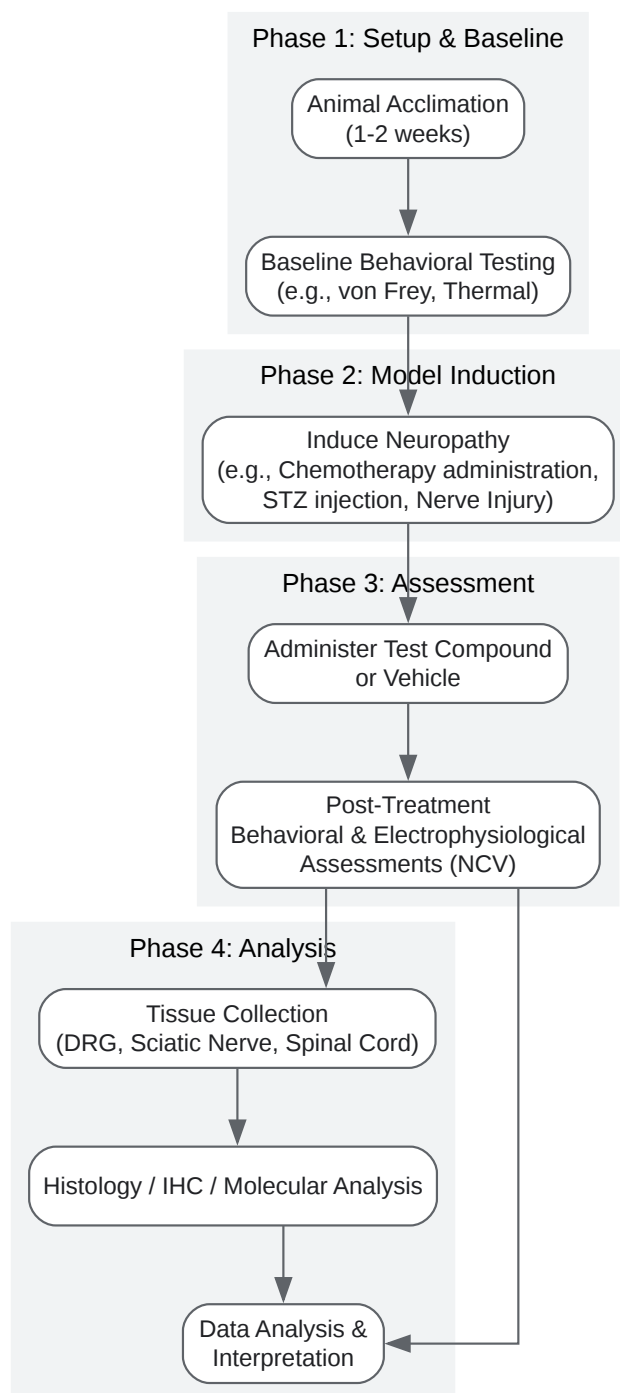 Phase 1: Setup & Baseline
Animal Acclimation
(1-2 weeks)
Baseline Behavioral Testing
(e.g., von Frey, Thermal)
Phase 2: Model Induction
Induce Neuropathy
(e.g., Chemotherapy administration,
STZ injection, Nerve Injury)
Phase 3: Assessment
Administer Test Compound
or Vehicle
Post-Treatment
Behavioral & Electrophysiological
Assessments (NCV)
Phase 4: Analysis
Tissue Collection
(DRG, Sciatic Nerve, Spinal Cord)
Histology / IHC / Molecular Analysis
Data Analysis &
Interpretation